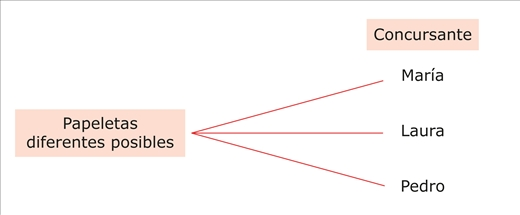 Concursante
María
Papeletas
diferentes posibles
Laura
Pedro